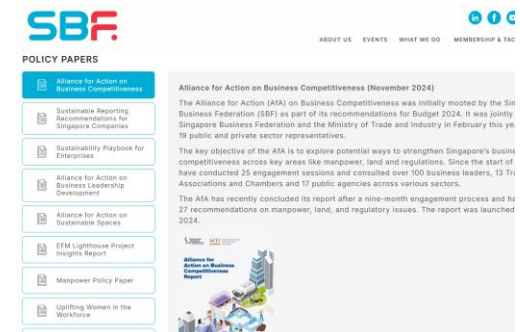 SBF
ABOUT US EVENTS WHAT WE DO MEMBERSHIP & TAC
POLICY PAPERS
Alliance for Action on
Business Competitiveness
Sustainable Reporting
Recommendations for
Singapore Companies
Sustainability Playbook for
Enterprises
Alliance for Action on
Business Leadership
Development
Alliance for Action on
Sustainable Spaces
EFM Lighthouse Project
Insights Report
Manpower Policy Paper
Uplifting Women in the
Workforce
Alliance for Action on Business Competitiveness (November 2024)
The Alliance for Action (AfA) on Business Competitiveness was initially mooted by the Sin
Business Federation (SBF) as part of its recommendations for Budget 2024. It was jointly
Singapore Business Federation and the Ministry of Trade and Industry in February this yea
19 public and private sector representatives.
The key objective of the AfA is to explore potential ways to strengthen Singapore's busine
competitiveness across key areas like manpower, land and regulations. Since the start of
have conducted 25 engagement sessions and consulted over 100 business leaders, 13 Tra
Associations and Chambers and 17 public agencies across various sectors.
The AfA has recently concluded its report after a nine-month engagement process and ha
27 recommendations on manpower, land, and regulatory issues. The report was launched
2024.
MTI
Alliance for
Action on Business
Competitiveness
Report